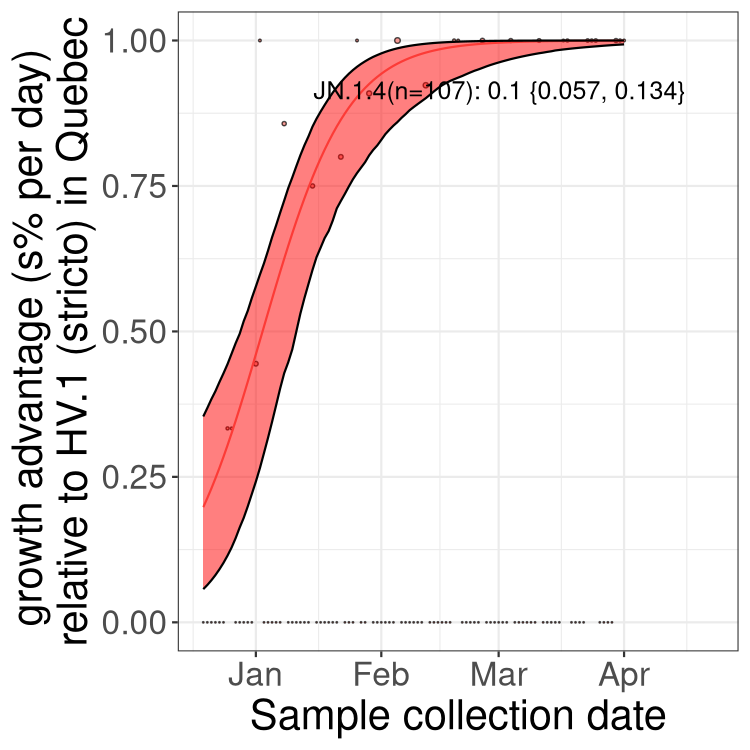 growth advantage (s% per day)
relative to HV.1 (stricto) in Quebec
1.00
0.75
0.50
0.25
0.00
JN.1.4(n=107): 0.1 {0.057, 0.134}
Jan
Feb
Mar
Apr
Sample collection date